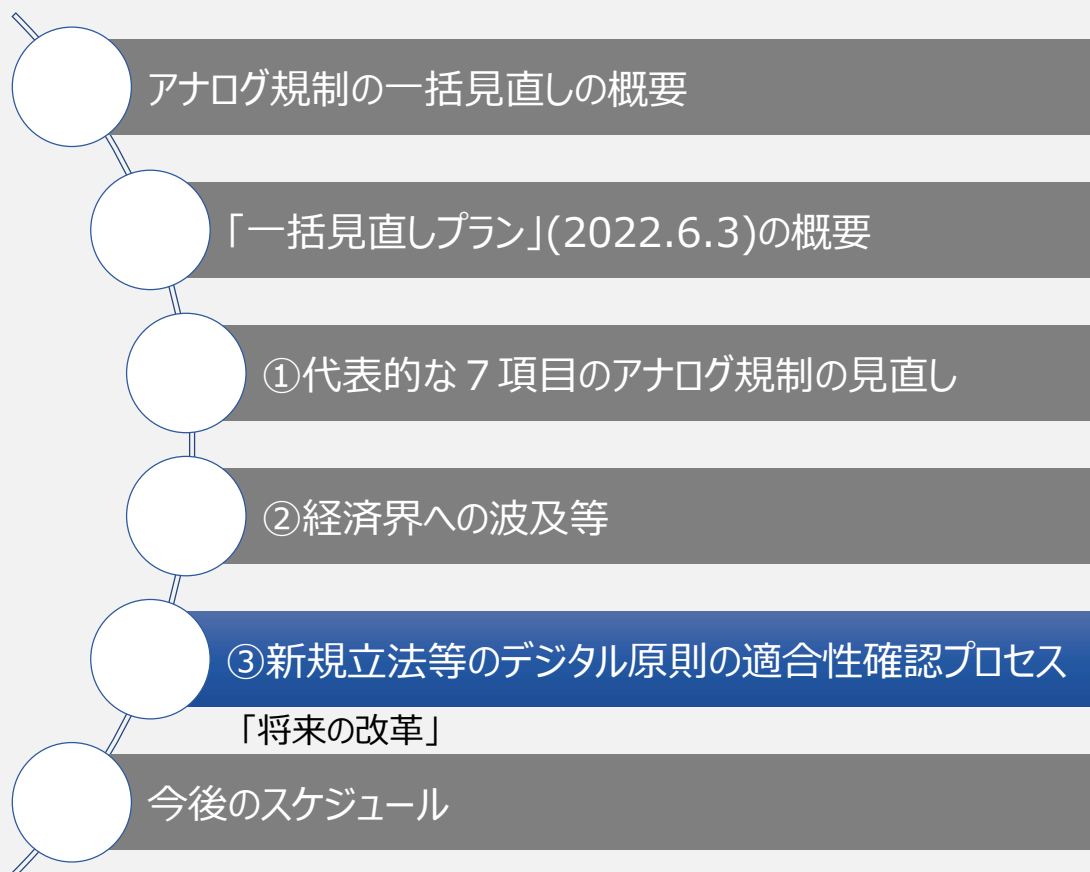 アナログ規制の一括見直しの概要
「一括見直しプラン」(2022.6.3)の概要
①代表的な７項目のアナログ規制の見直し
②経済界への波及等
③新規立法等のデジタル原則の適合性確認プロセス
「将来の改革」
今後のスケジュール